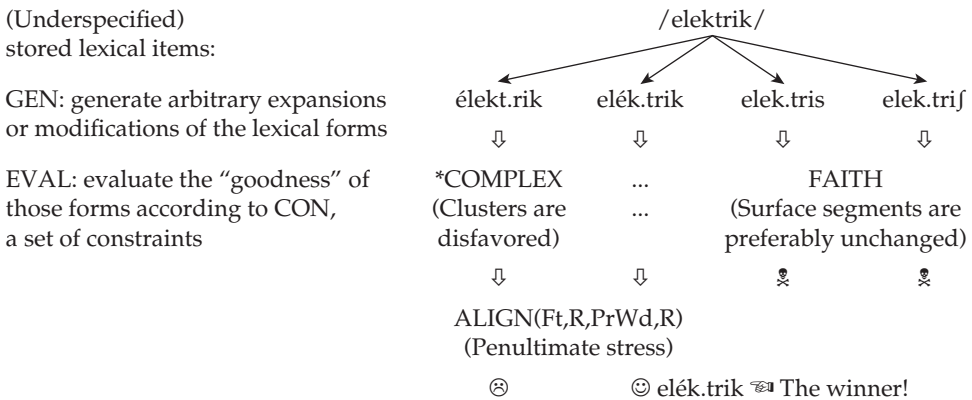 (Underspecified) /elektrik/
stored lexical items:
GEN: generate arbitrary expansions élekt.rik elék.trik elek.tris elek.triʃ
or modifications of the lexical forms
EVAL: evaluate the “goodness” of *COMPLEX ... FAITH
those forms according to CON, (Clusters are ... (Surface segments are
a set of constraints disfavored) preferably unchanged)
ALIGN(Ft,R,PrWd,R)
(Penultimate stress)
☹ ☺ elék.trik ☜ The winner!